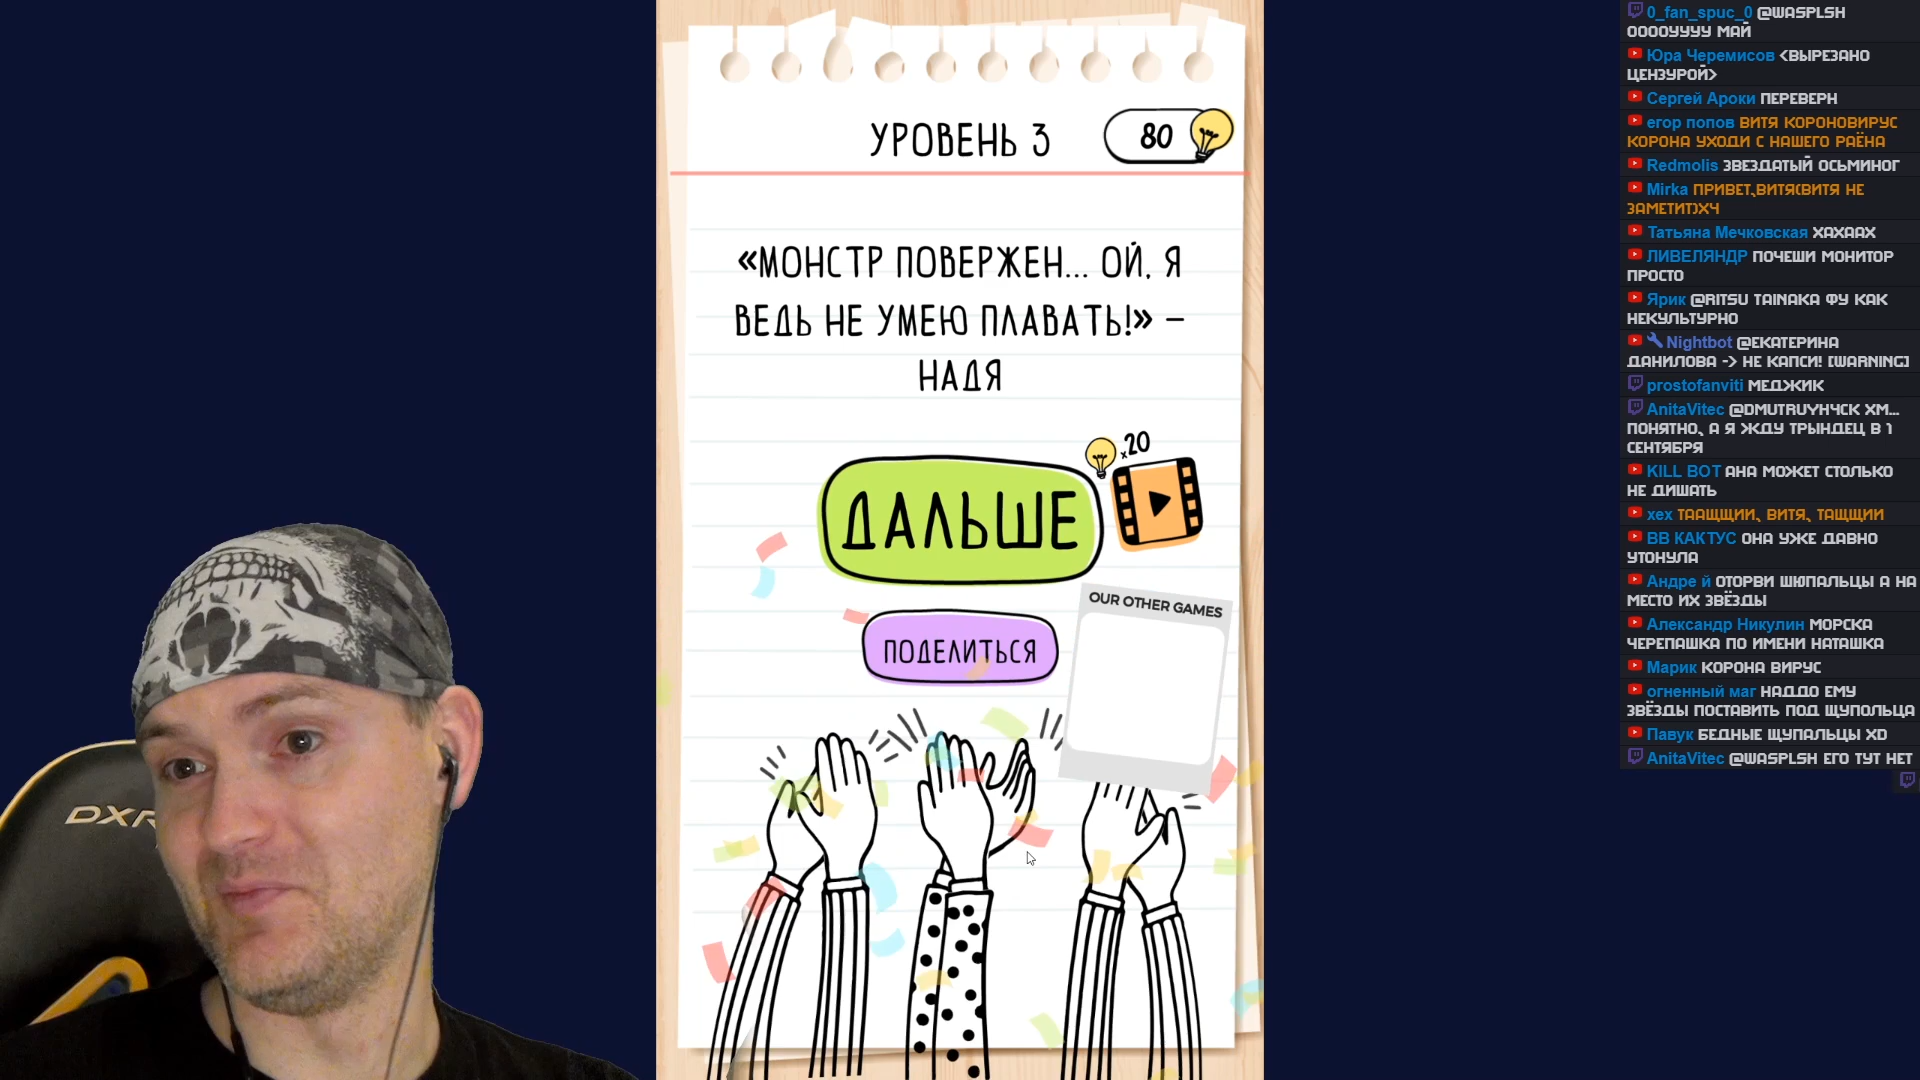 УРОВЕНЬ 3
80
«МОНСТР ПОВЕРЖЕН... ОЙ, Я
ВЕДЬ НЕ УМЕЮ ПЛАВАТЬ!» –
НАДЯ
x20
ДАЛЬШЕ
OUR OTHER GAMES
ПОДЕЛИТЬСЯ
DXR
0_fan_spuc_0 @WASPLSH
ОООУУУУ МАЙ
Юра Черемисов <ВЫРЕЗАНО
ЦЕНЗУРОЙ>
Сергей Ароки ПЕРЕВЕРН
егор попов ВИТЯ КОРОНОВИРУС
КОРОНА УХОДИ С НАШЕГО РАЁНА
Redmolis ЗВЕЗДАТЫЙ ОСЬМИНОГ
Mirka ПРИВЕТ,ВИТЯ(ВИТЯ НЕ
ЗАМЕТИТ)ХЧ
Татьяна Мечковская ХАХААХ
ЛИВЕЛЯНДР ПОЧЕШИ МОНИТОР
ПРОСТО
Ярик @RITSU TAINAKA ФУ КАК
НЕКУЛЬТУРНО
Nightbot @ЕКАТЕРИНА
ДАНИЛОВА -> НЕ КАПСИ! [WARNING]
prostofanviti МЕДЖИК
AnitaVitec @DMUTRUYНЧСК ХМ...
ПОНЯТНО, А Я ЖДУ ТРЫНДЕЦ В 1
СЕНТЯБРЯ
KILL BOT АНА МОЖЕТ СТОЛЬКО
НЕ ДИШАТЬ
хех ТААЩЩИИ, ВИТЯ, ТАЩЩИИ
ВВ КАКТУС ОНА УЖЕ ДАВНО
УТОНУЛА
Андре й ОТОРВИ ШЮПАЛЬЦЫ А НА
МЕСТО ИХ ЗВЁЗДЫ
Александр Никулин МОРСКА
ЧЕРЕПАШКА ПО ИМЕНИ НАТАШКА
Марик КОРОНА ВИРУС
огненный маг НАДДО ЕМУ
ЗВЁЗДЫ ПОСТАВИТЬ ПОД ЩУПОЛЬЦА
Павук БЕДНЫЕ ЩУПАЛЬЦЫ XD
AnitaVitec @WASPLSH ЕГО ТУТ НЕТ